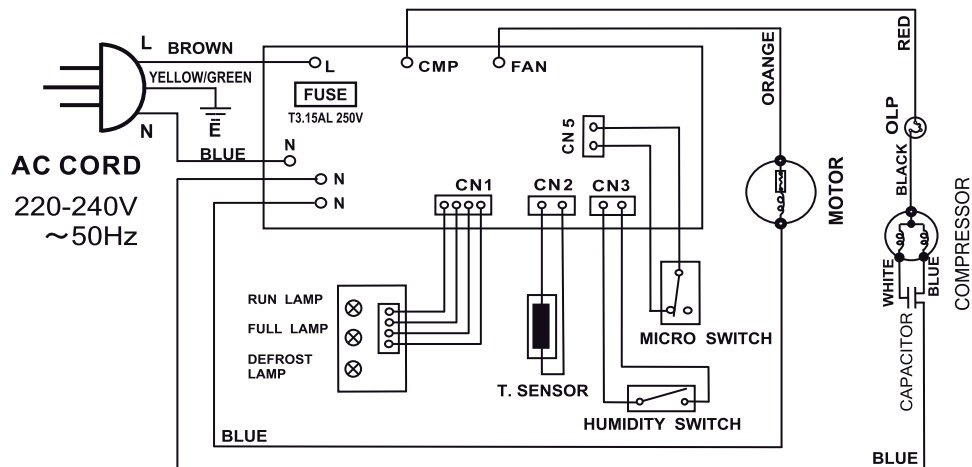 L
BROWN
YELLOW/GREEN
E
N
BLUE
AC CORD
220-240V
~50Hz
L
CMP
FAN
FUSE
T3.15AL 250V
N
N
N
CN 5
CN1
CN2
CN3
ORANGE
RED
OLP
BLACK
MOTOR
COMPRESSOR
WHITE
BLUE
CAPACITOR
RUN LAMP
FULL LAMP
DEFROST
LAMP
T. SENSOR
MICRO SWITCH
HUMIDITY SWITCH
BLUE
BLUE